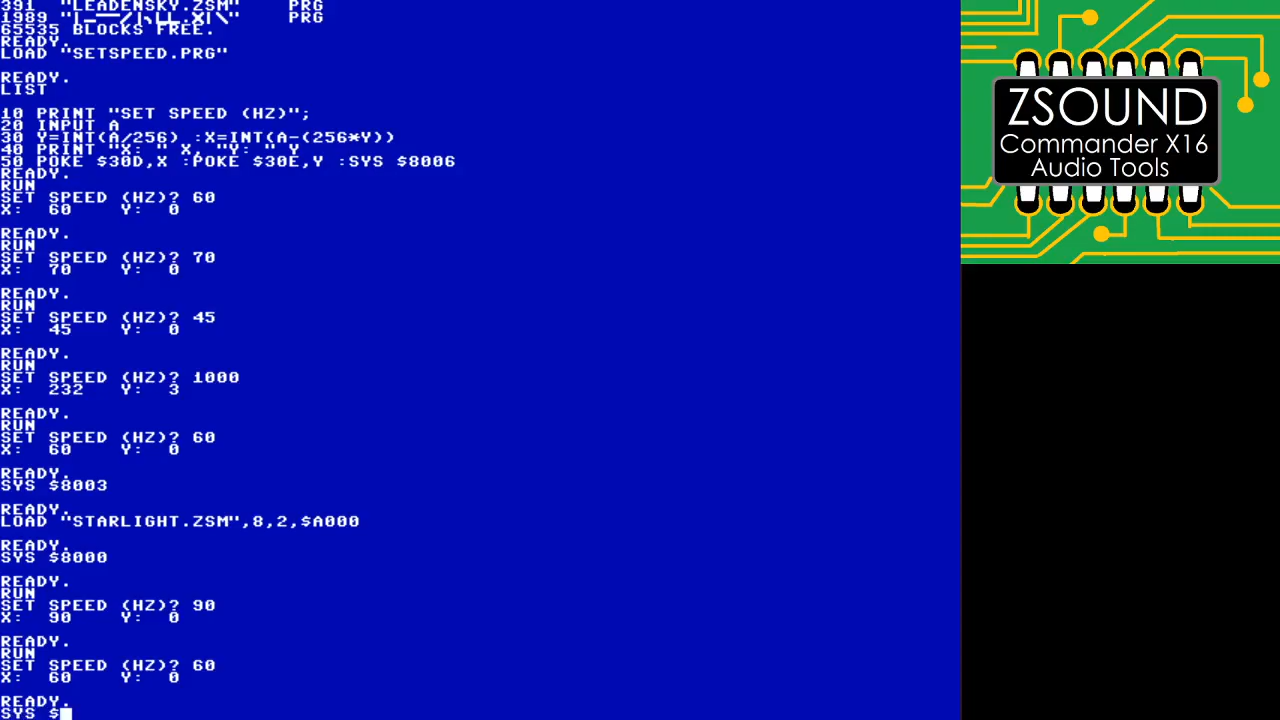 391 "LEADENSKY.ZSM" PRG
1989 PRG
65535 BLOCKS FREE.
READY.
LOAD "SETSPEED.PRG"
READY.
LIST
10 PRINT "SET SPEED (HZ)";
20 INPUT A
30 Y=INT(A/256) :X=INT(A-(256*Y))
40 PRINT "X: " X, "Y: " Y
50 POKE $30D,X :POKE $30E,Y :SYS $8006
READY.
RUN
SET SPEED (HZ)? 60
X: 60 Y: 0
READY.
RUN
SET SPEED (HZ)? 70
X: 70 Y: 0
READY.
RUN
SET SPEED (HZ)? 45
X: 45 Y: 0
READY.
RUN
SET SPEED (HZ)? 1000
X: 232 Y: 3
READY.
RUN
SET SPEED (HZ)? 60
X: 60 Y: 0
READY.
SYS $8003
READY.
LOAD "STARLIGHT.ZSM",8,2,$A000
READY.
SYS $8000
READY.
RUN
SET SPEED (HZ)? 90
X: 90 Y: 0
READY.
RUN
SET SPEED (HZ)? 60
X: 60 Y: 0
READY.
SYS $
ZSOUND
Commander X16
Audio Tools